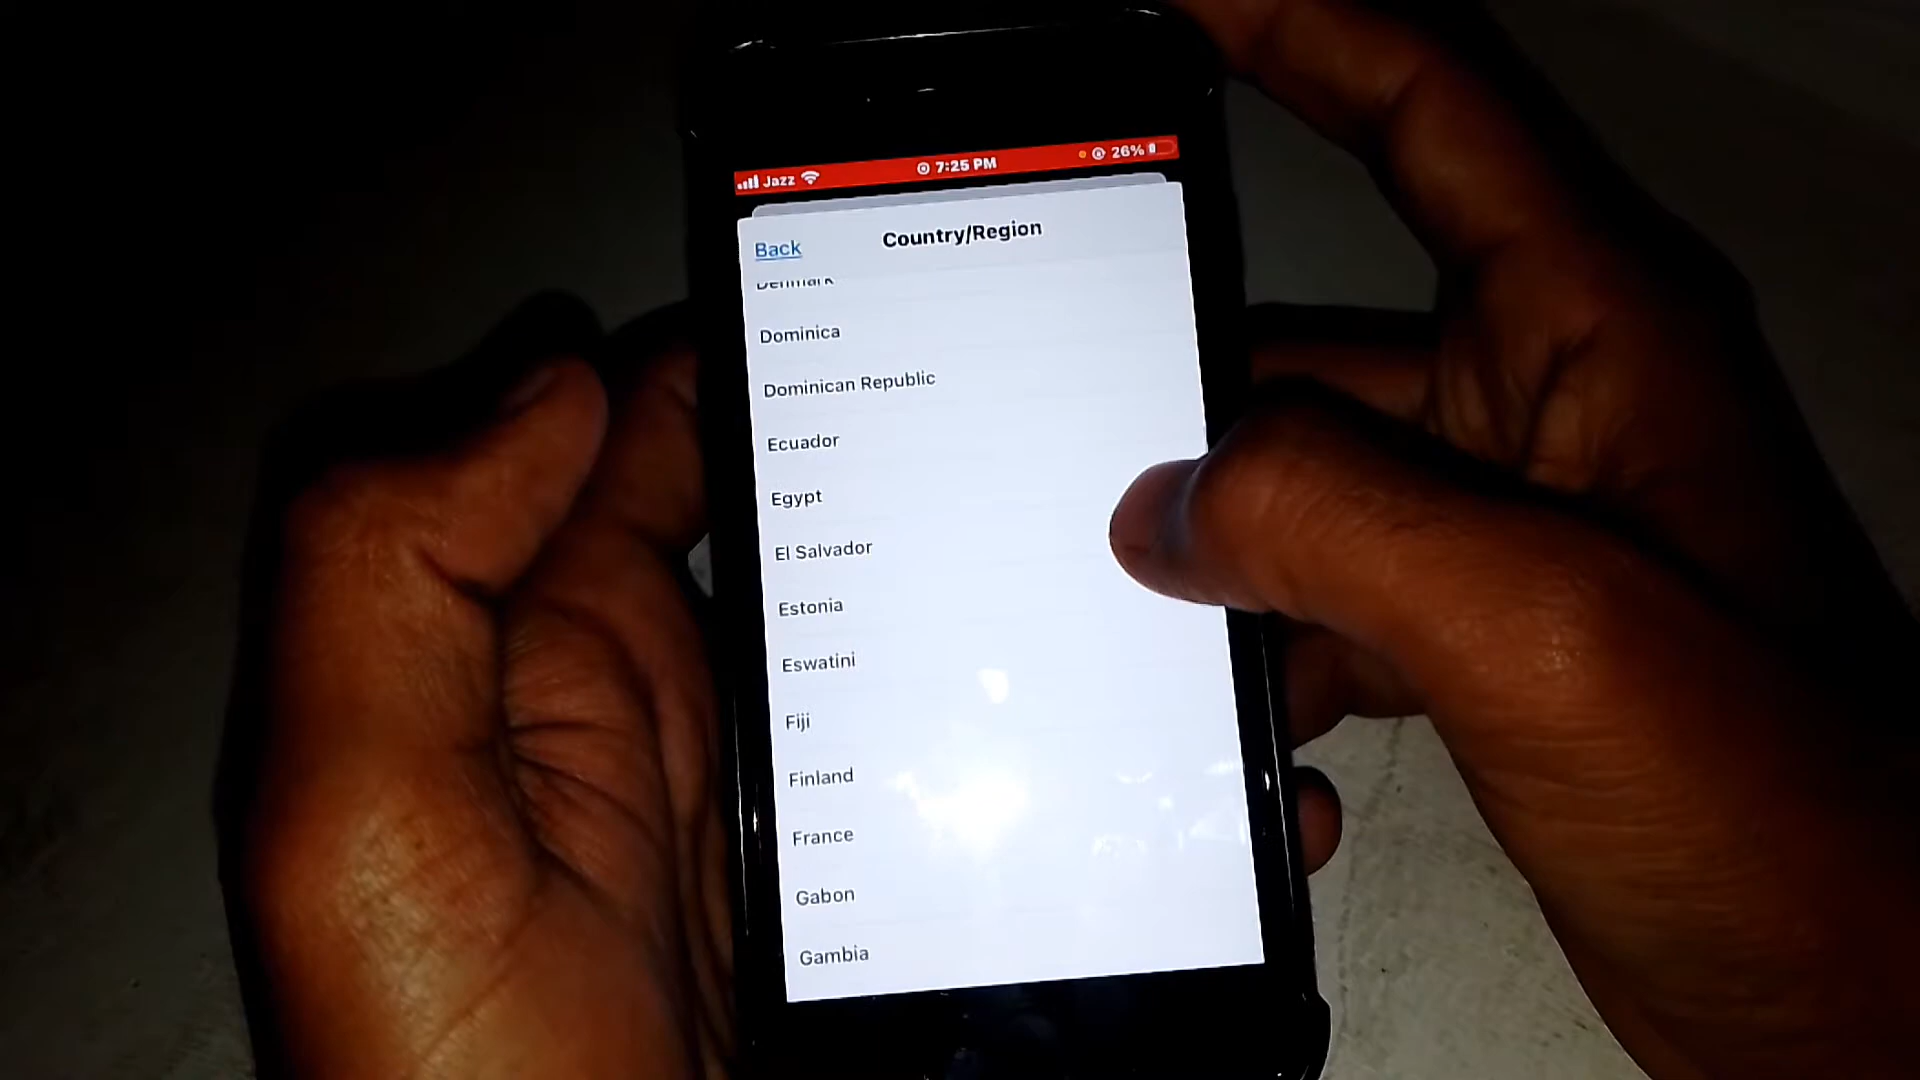 Jazz 7:25 PM 26%
Back Country/Region
Denmark
Dominica
Dominican Republic
Ecuador
Egypt
El Salvador
Estonia
Eswatini
Fiji
Finland
France
Gabon
Gambia